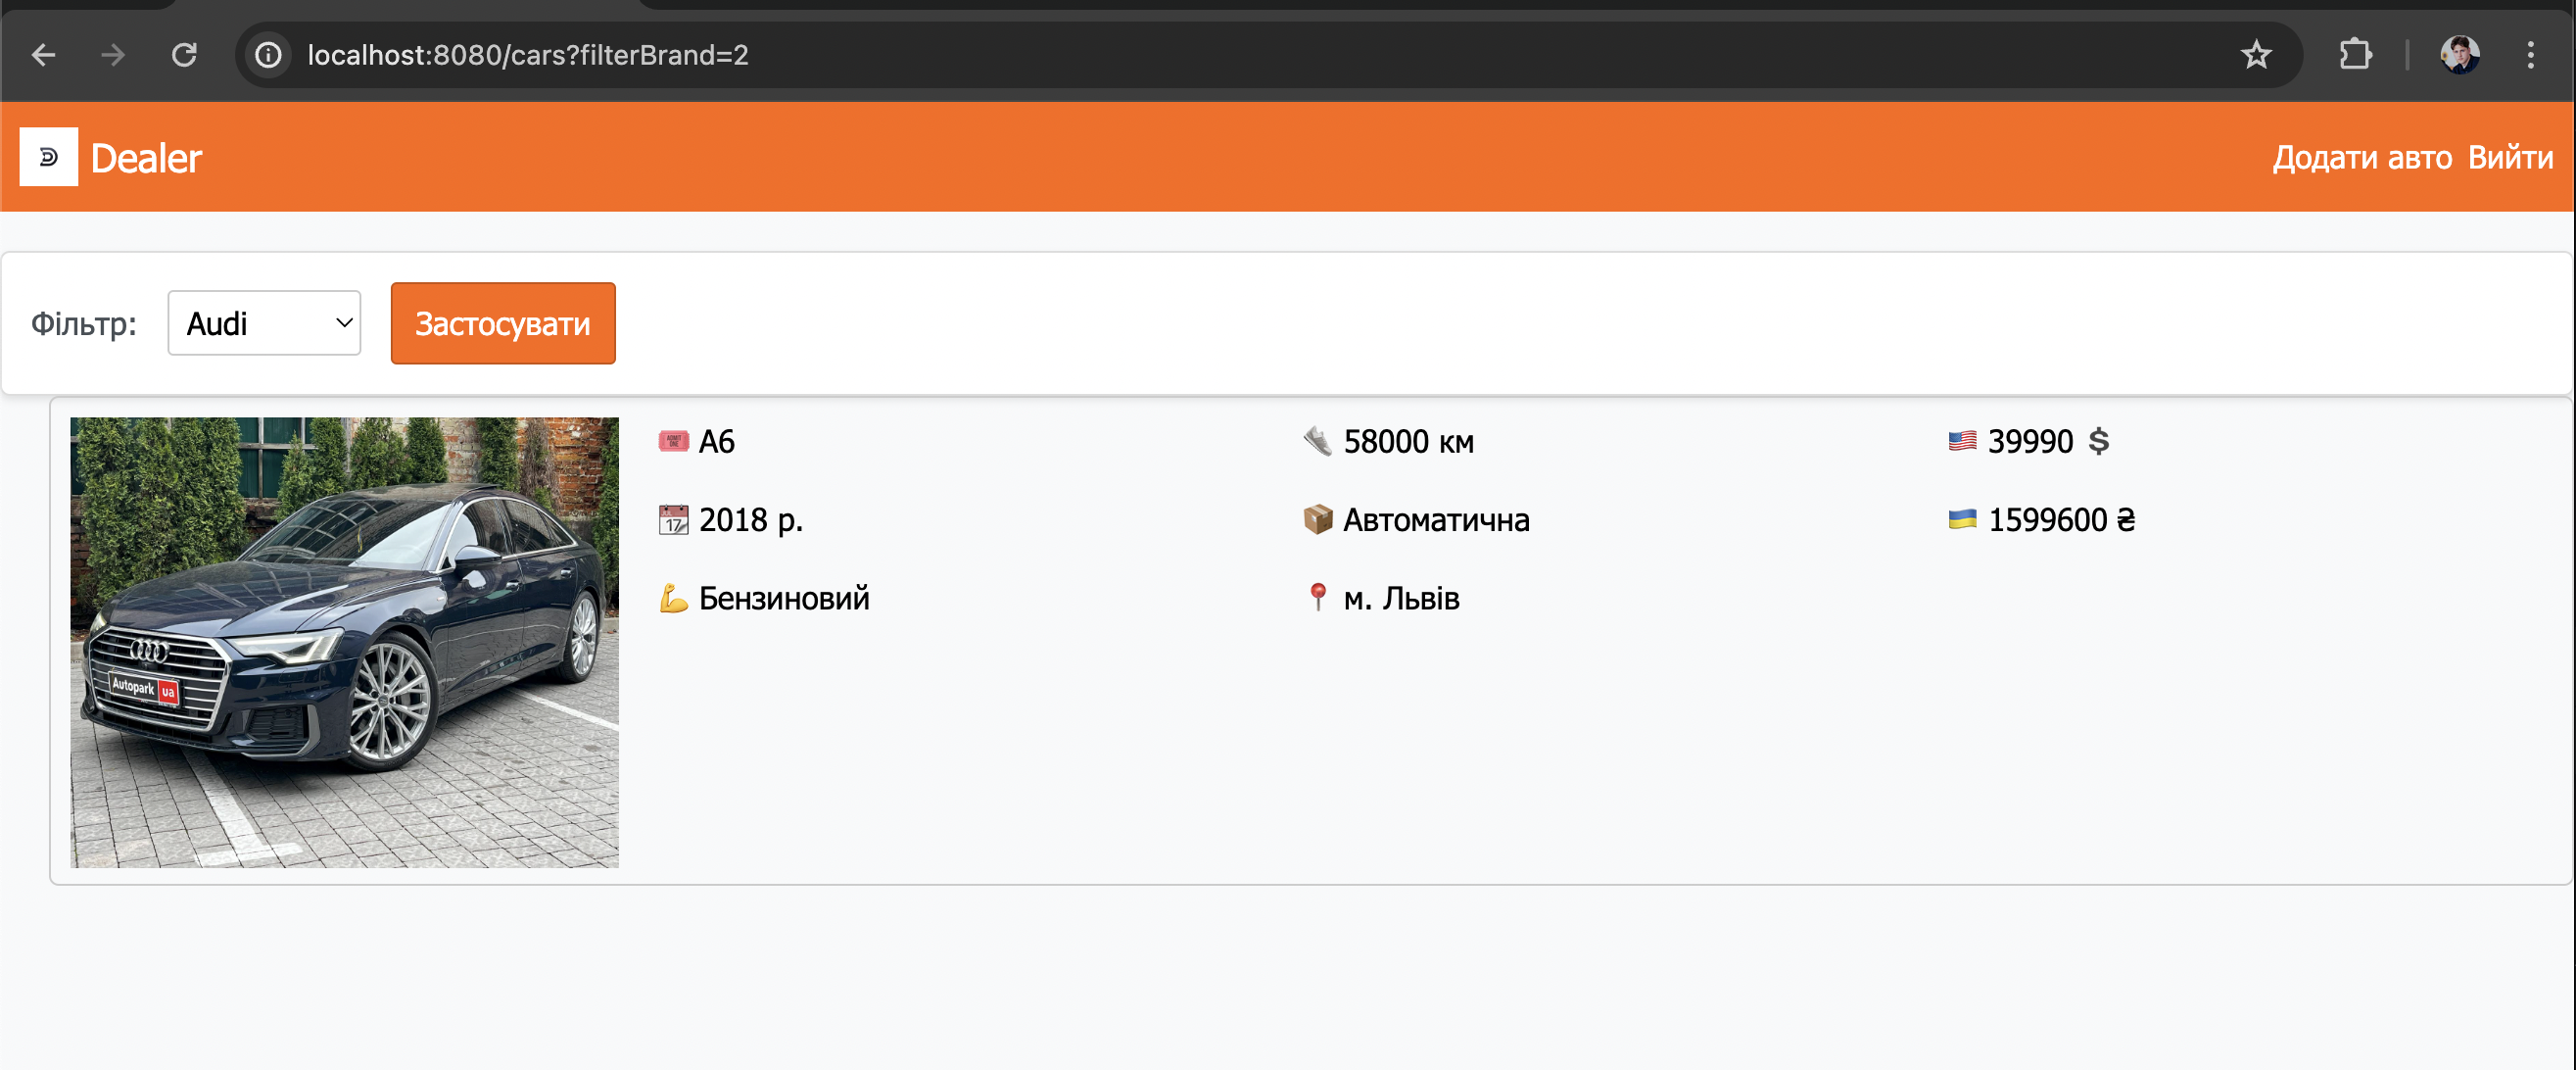 localhost:8080/cars?filterBrand=2
Dealer
Додати авто Вийти
Фільтр: Audi Застосувати
A6
58000 км
39990 $
2018 р.
Автоматична
1599600 ₴
Бензиновий
м. Львів
Autopark ua